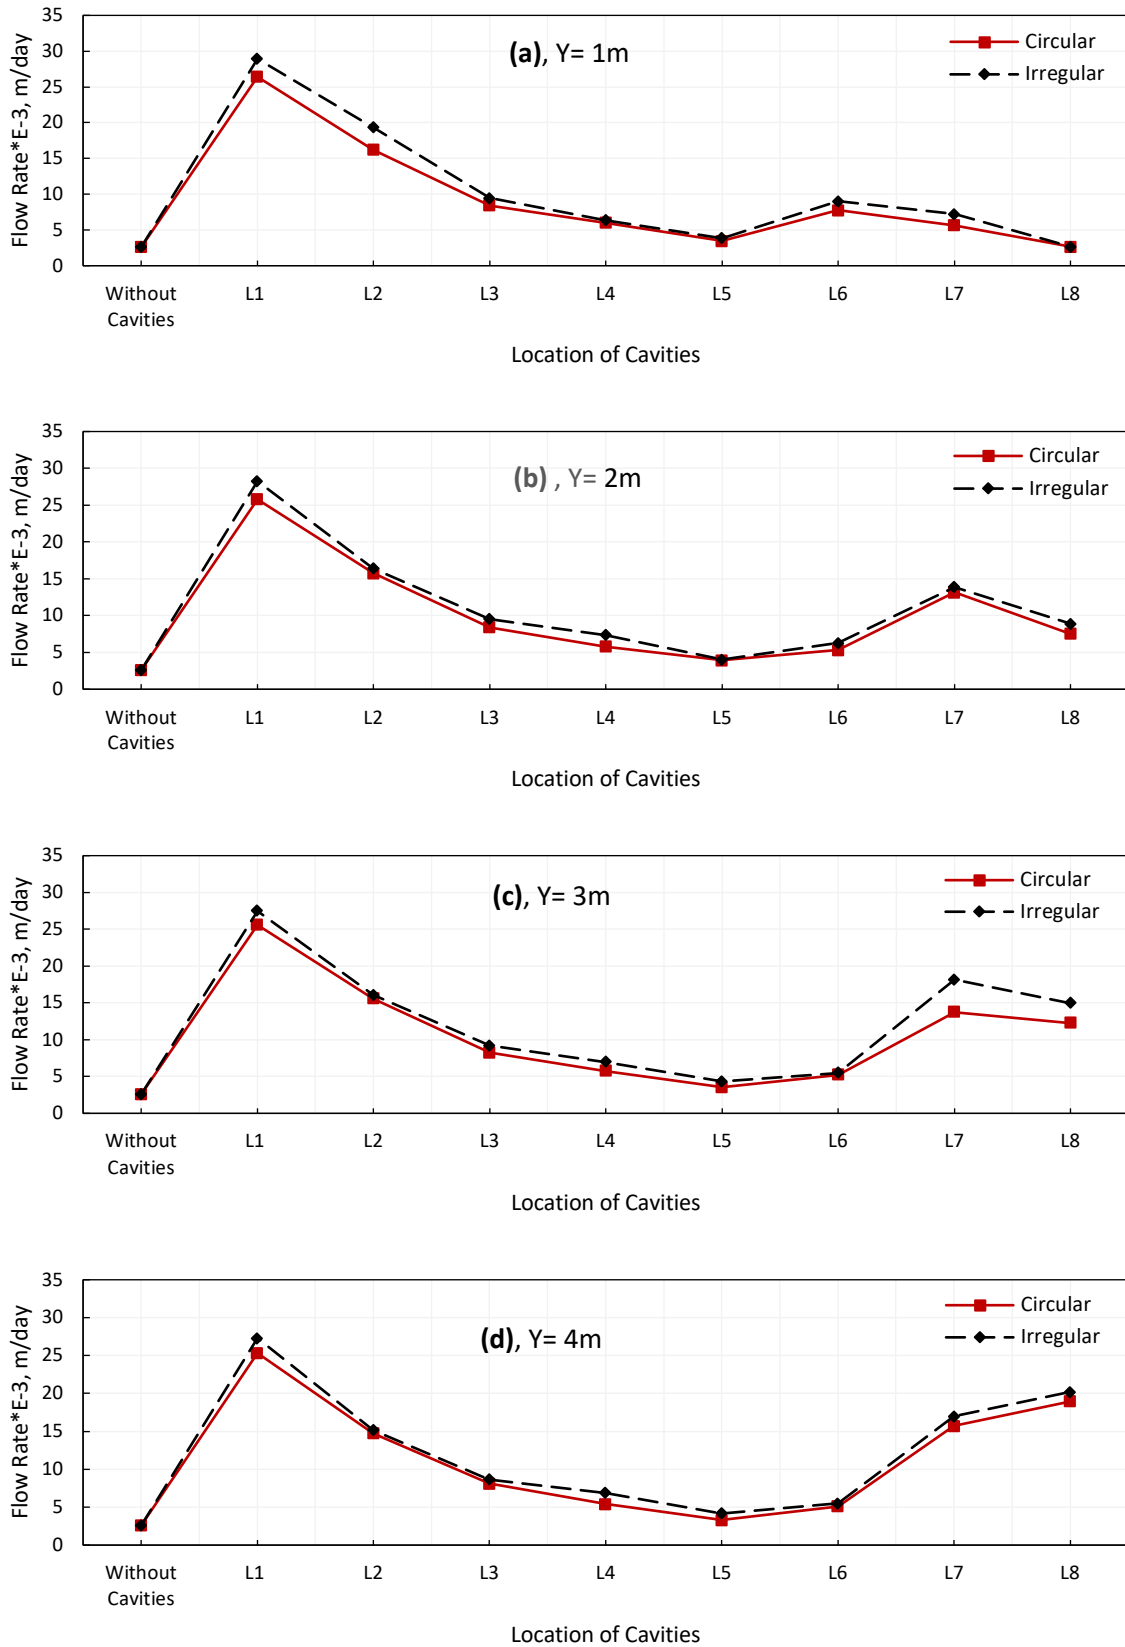 35
30
25
20
15
10
5
0
Flow Rate*E-3, m/day
(a), Y= 1m
Circular
Irregular
Without Cavities
L1
L2
L3
L4
L5
L6
L7
L8
Location of Cavities
35
30
25
20
15
10
5
0
Flow Rate*E-3, m/day
(b) , Y= 2m
Circular
Irregular
Without Cavities
L1
L2
L3
L4
L5
L6
L7
L8
Location of Cavities
35
30
25
20
15
10
5
0
Flow Rate*E-3, m/day
(c), Y= 3m
Circular
Irregular
Without Cavities
L1
L2
L3
L4
L5
L6
L7
L8
Location of Cavities
35
30
25
20
15
10
5
0
Flow Rate*E-3, m/day
(d), Y= 4m
Circular
Irregular
Without Cavities
L1
L2
L3
L4
L5
L6
L7
L8
Location of Cavities